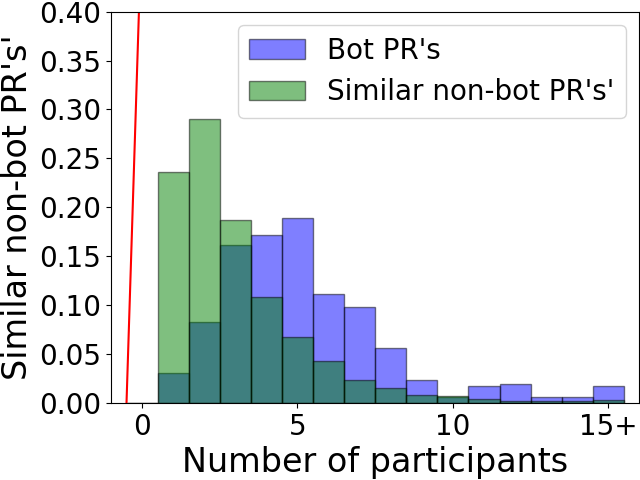 0.40
0.35
0.30
0.25
0.20
0.15
0.10
0.05
0.00
Similar non-bot PR's'
Bot PR's
Similar non-bot PR's'
0 5 10 15+
Number of participants